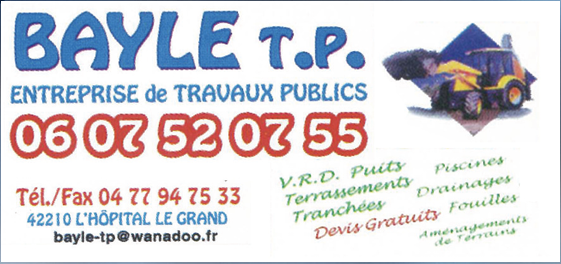 BAYLE T.P.
ENTREPRISE de TRAVAUX PUBLICS
06 07 52 07 55
Tél./Fax 04 77 94 75 33
42210 L'HÔPITAL LE GRAND
bayle-tp@wanadoo.fr
V.R.D. Puits Piscines
Terrassements Drainages
Tranchées Fouilles
Devis Gratuits
Aménagements
de Terrains